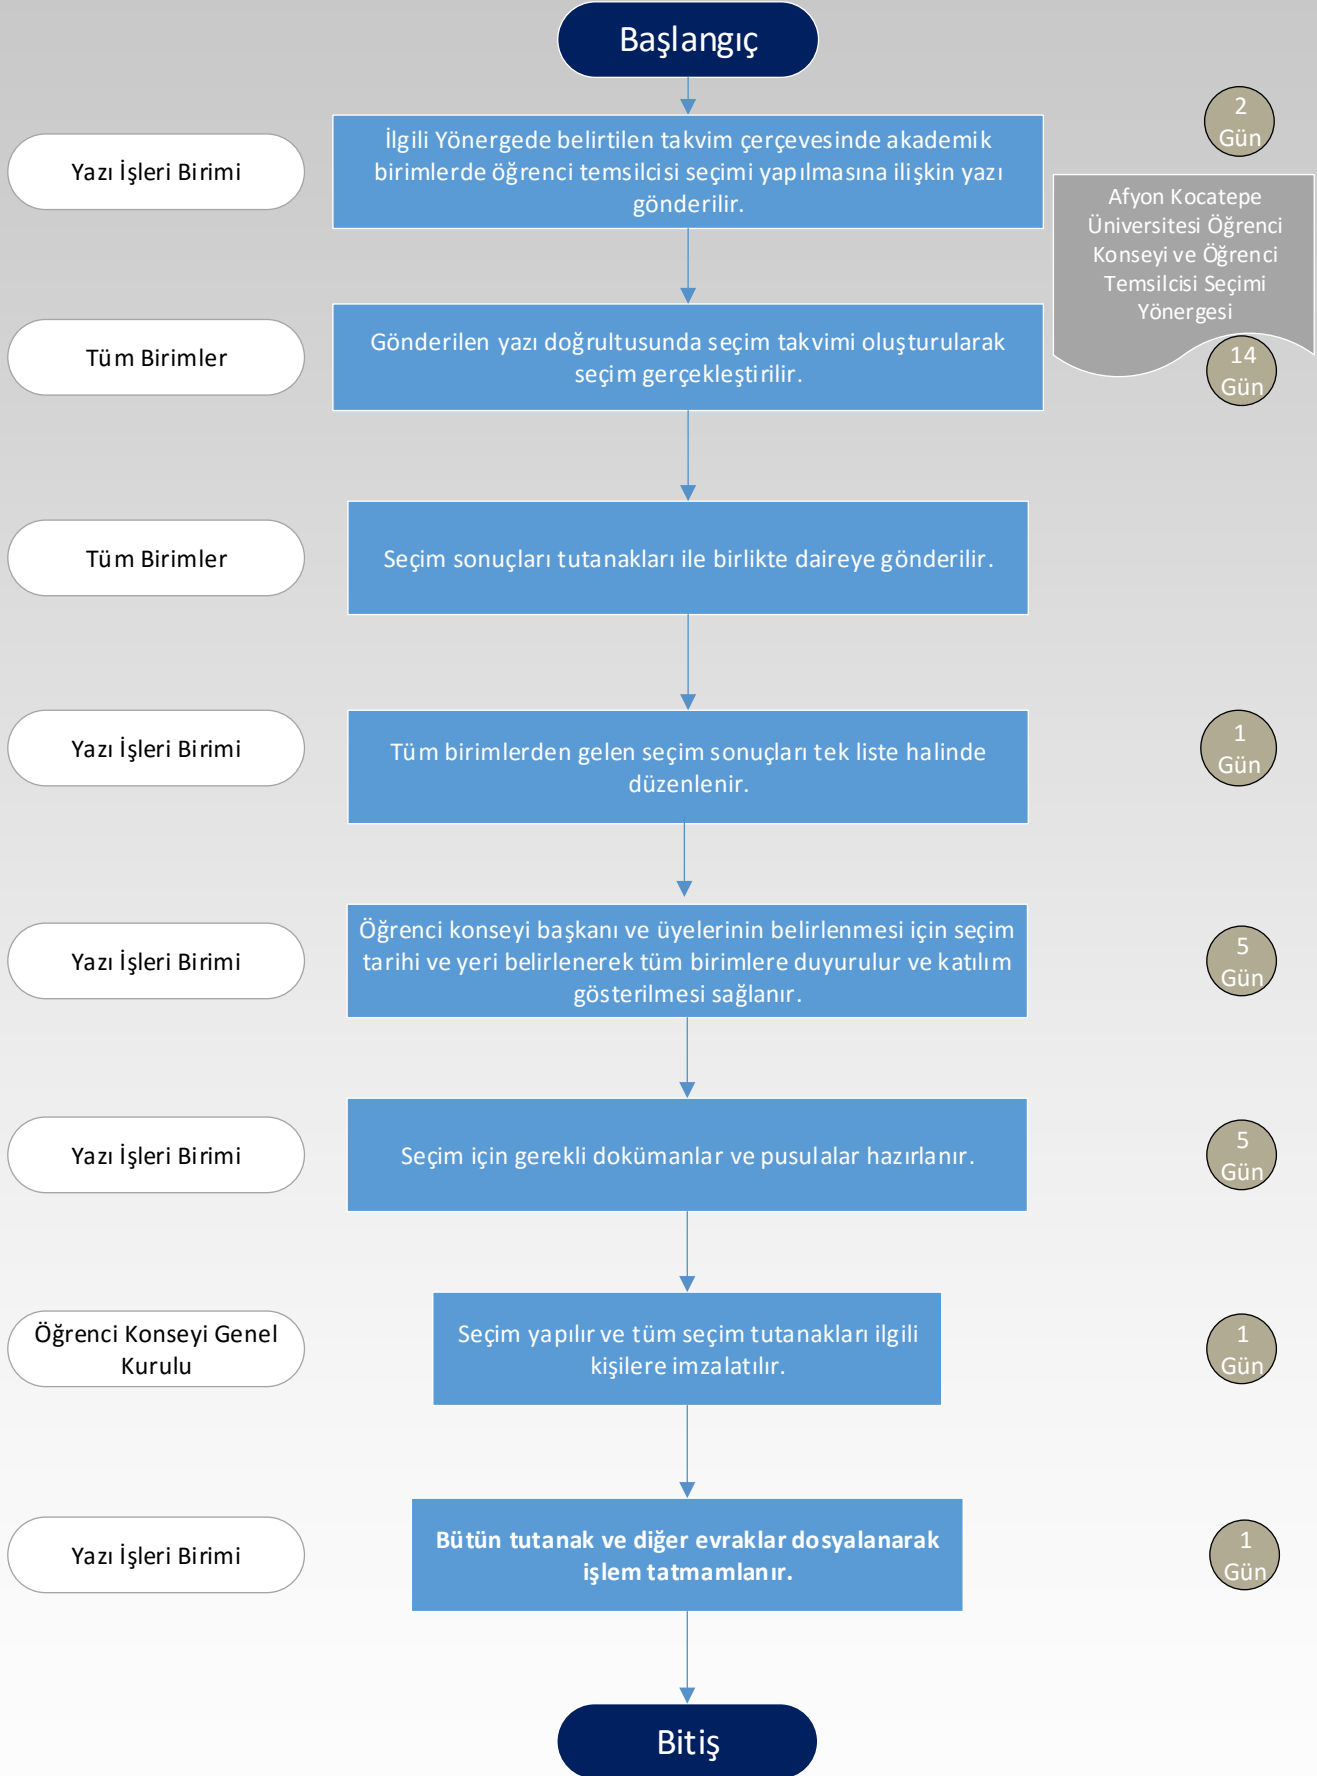 Başlangıç
2
Gün
Yazı İşleri Birimi
İlgili Yönergede belirtilen takvim çerçevesinde akademik
birimlerde öğrenci temsilcisi seçimi yapılmasına ilişkin yazı
gönderilir.
Afyon Kocatepe
Üniversitesi Öğrenci
Konseyi ve Öğrenci
Temsilcisi Seçimi
Yönergesi
Tüm Birimler
Gönderilen yazı doğrultusunda seçim takvimi oluşturularak
seçim gerçekleştirilir.
14
Gün
Tüm Birimler
Seçim sonuçları tutanakları ile birlikte daireye gönderilir.
Yazı İşleri Birimi
Tüm birimlerden gelen seçim sonuçları tek liste halinde
düzenlenir.
1
Gün
Yazı İşleri Birimi
Öğrenci konseyi başkanı ve üyelerinin belirlenmesi için seçim
tarihi ve yeri belirlenerek tüm birimlere duyurulur ve katılım
gösterilmesi sağlanır.
5
Gün
Yazı İşleri Birimi
Seçim için gerekli dokümanlar ve pusulalar hazırlanır.
5
Gün
Öğrenci Konseyi Genel
Kurulu
Seçim yapılır ve tüm seçim tutanakları ilgili
kişilere imzalatılır.
1
Gün
Yazı İşleri Birimi
Bütün tutanak ve diğer evraklar dosyalanarak
işlem tatmamlanır.
1
Gün
Bitiş